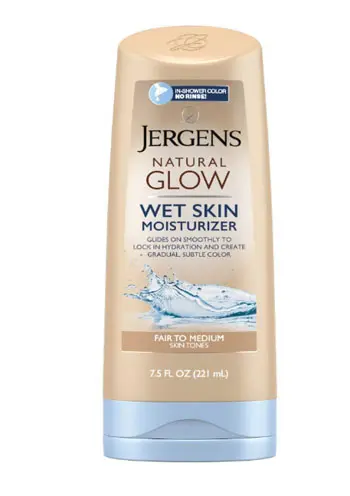 IN-SHOWER COLOR
NO RINSE!
JERGENS
NATURAL
GLOW
WET SKIN
MOISTURIZER
GLIDES ON SMOOTHLY TO
LOCK IN HYDRATION AND CREATE
GRADUAL, SUBTLE COLOR
FAIR TO MEDIUM
SKIN TONES
7.5 FL OZ (221 mL)